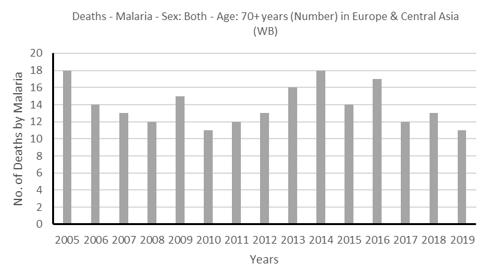 Deaths - Malaria - Sex: Both - Age: 70+ years (Number) in Europe & Central Asia
(WB)
No. of Deaths by Malaria
20
18
16
14
12
10
8
6
4
2
0
2005 2006 2007 2008 2009 2010 2011 2012 2013 2014 2015 2016 2017 2018 2019
Years